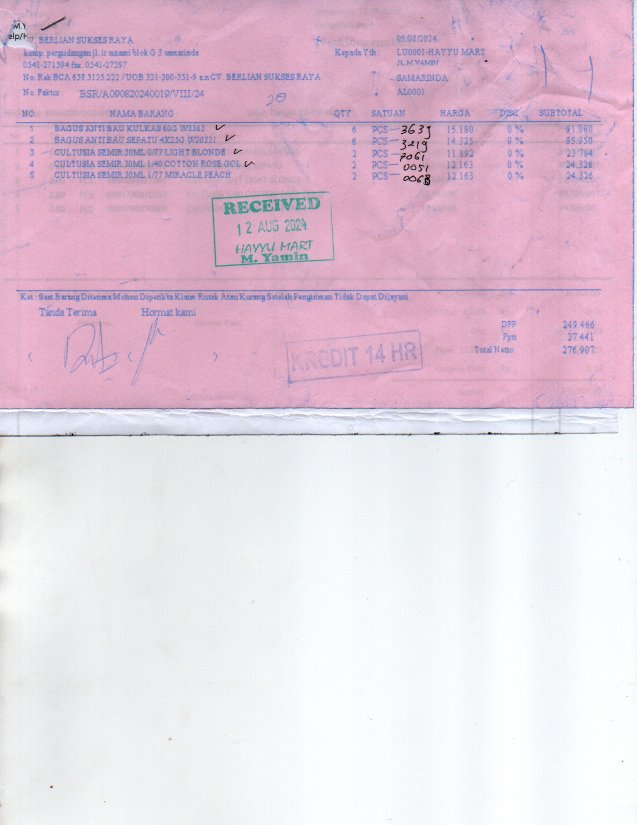 BERLIAN SUKSES RAYA 09/08/2024
komp. pergudangan jl. ir sutami blok G 3 samarinda Kepada Yth : LU0001-HAYYU MART
0541-271594 fax 0541-27297 JL.M.YAMIN
No. Rek BCA 658.5125.222 / UOB 321-300-551-9 a.n CV. BERLIAN SUKSES RAYA SAMARINDA
No. Faktur BSR/A090820240019/VIII/24 AL0001
20
NO. NAMA BARANG QTY SATUAN HARGA DISC SUBTOTAL
1 BAGUS ANTI BAU KULKAS 60G W3363 ✓ 6 PCS 3635 15.180 0 % 91.080
2 BAGUS ANTI BAU SEPATU 4X25G W20321 ✓ 6 PCS 3219 14.325 0 % 85.950
3 CULTUSIA SEMIR 30ML 0/77 LIGHT BLONDE ✓ 2 PCS 7061 11.892 0 % 23.784
4 CULTUSIA SEMIR 30ML 1/40 COTTON ROSE GOL ✓ 2 PCS 0051 12.163 0 % 24.326
5 CULTUSIA SEMIR 30ML 1/77 MIRACLE PEACH 2 PCS 0068 12.163 0 % 24.326
RECEIVED
12 AUG 2024
HAYYU MART
M. Yamin
Ket : Saat Barang Diterima Mohon Diperiksa Klaim Rusak Atau Kurang Setelah Pengiriman Tidak Dapat Dilayani
Tanda Terima Hormat kami
DPP 249.466
Ppn 27.441
Total Netto 276.907
KREDIT 14 HR